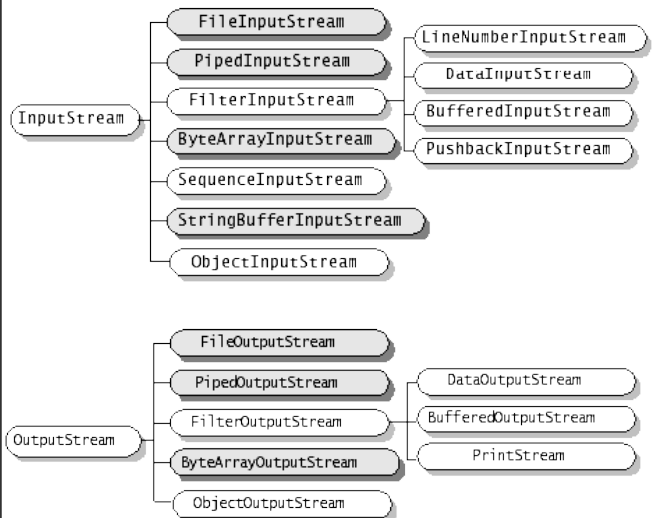 FileInputStream
LineNumberInputStream
PipedInputStream
DataInputStream
FilterInputStream
BufferedInputStream
InputStream
ByteArrayInputStream
PushbackInputStream
SequenceInputStream
StringBufferInputStream
ObjectInputStream
FileOutputStream
PipedOutputStream
DataOutputStream
FilterOutputStream
BufferedOutputStream
OutputStream
ByteArrayOutputStream
PrintStream
ObjectOutputStream